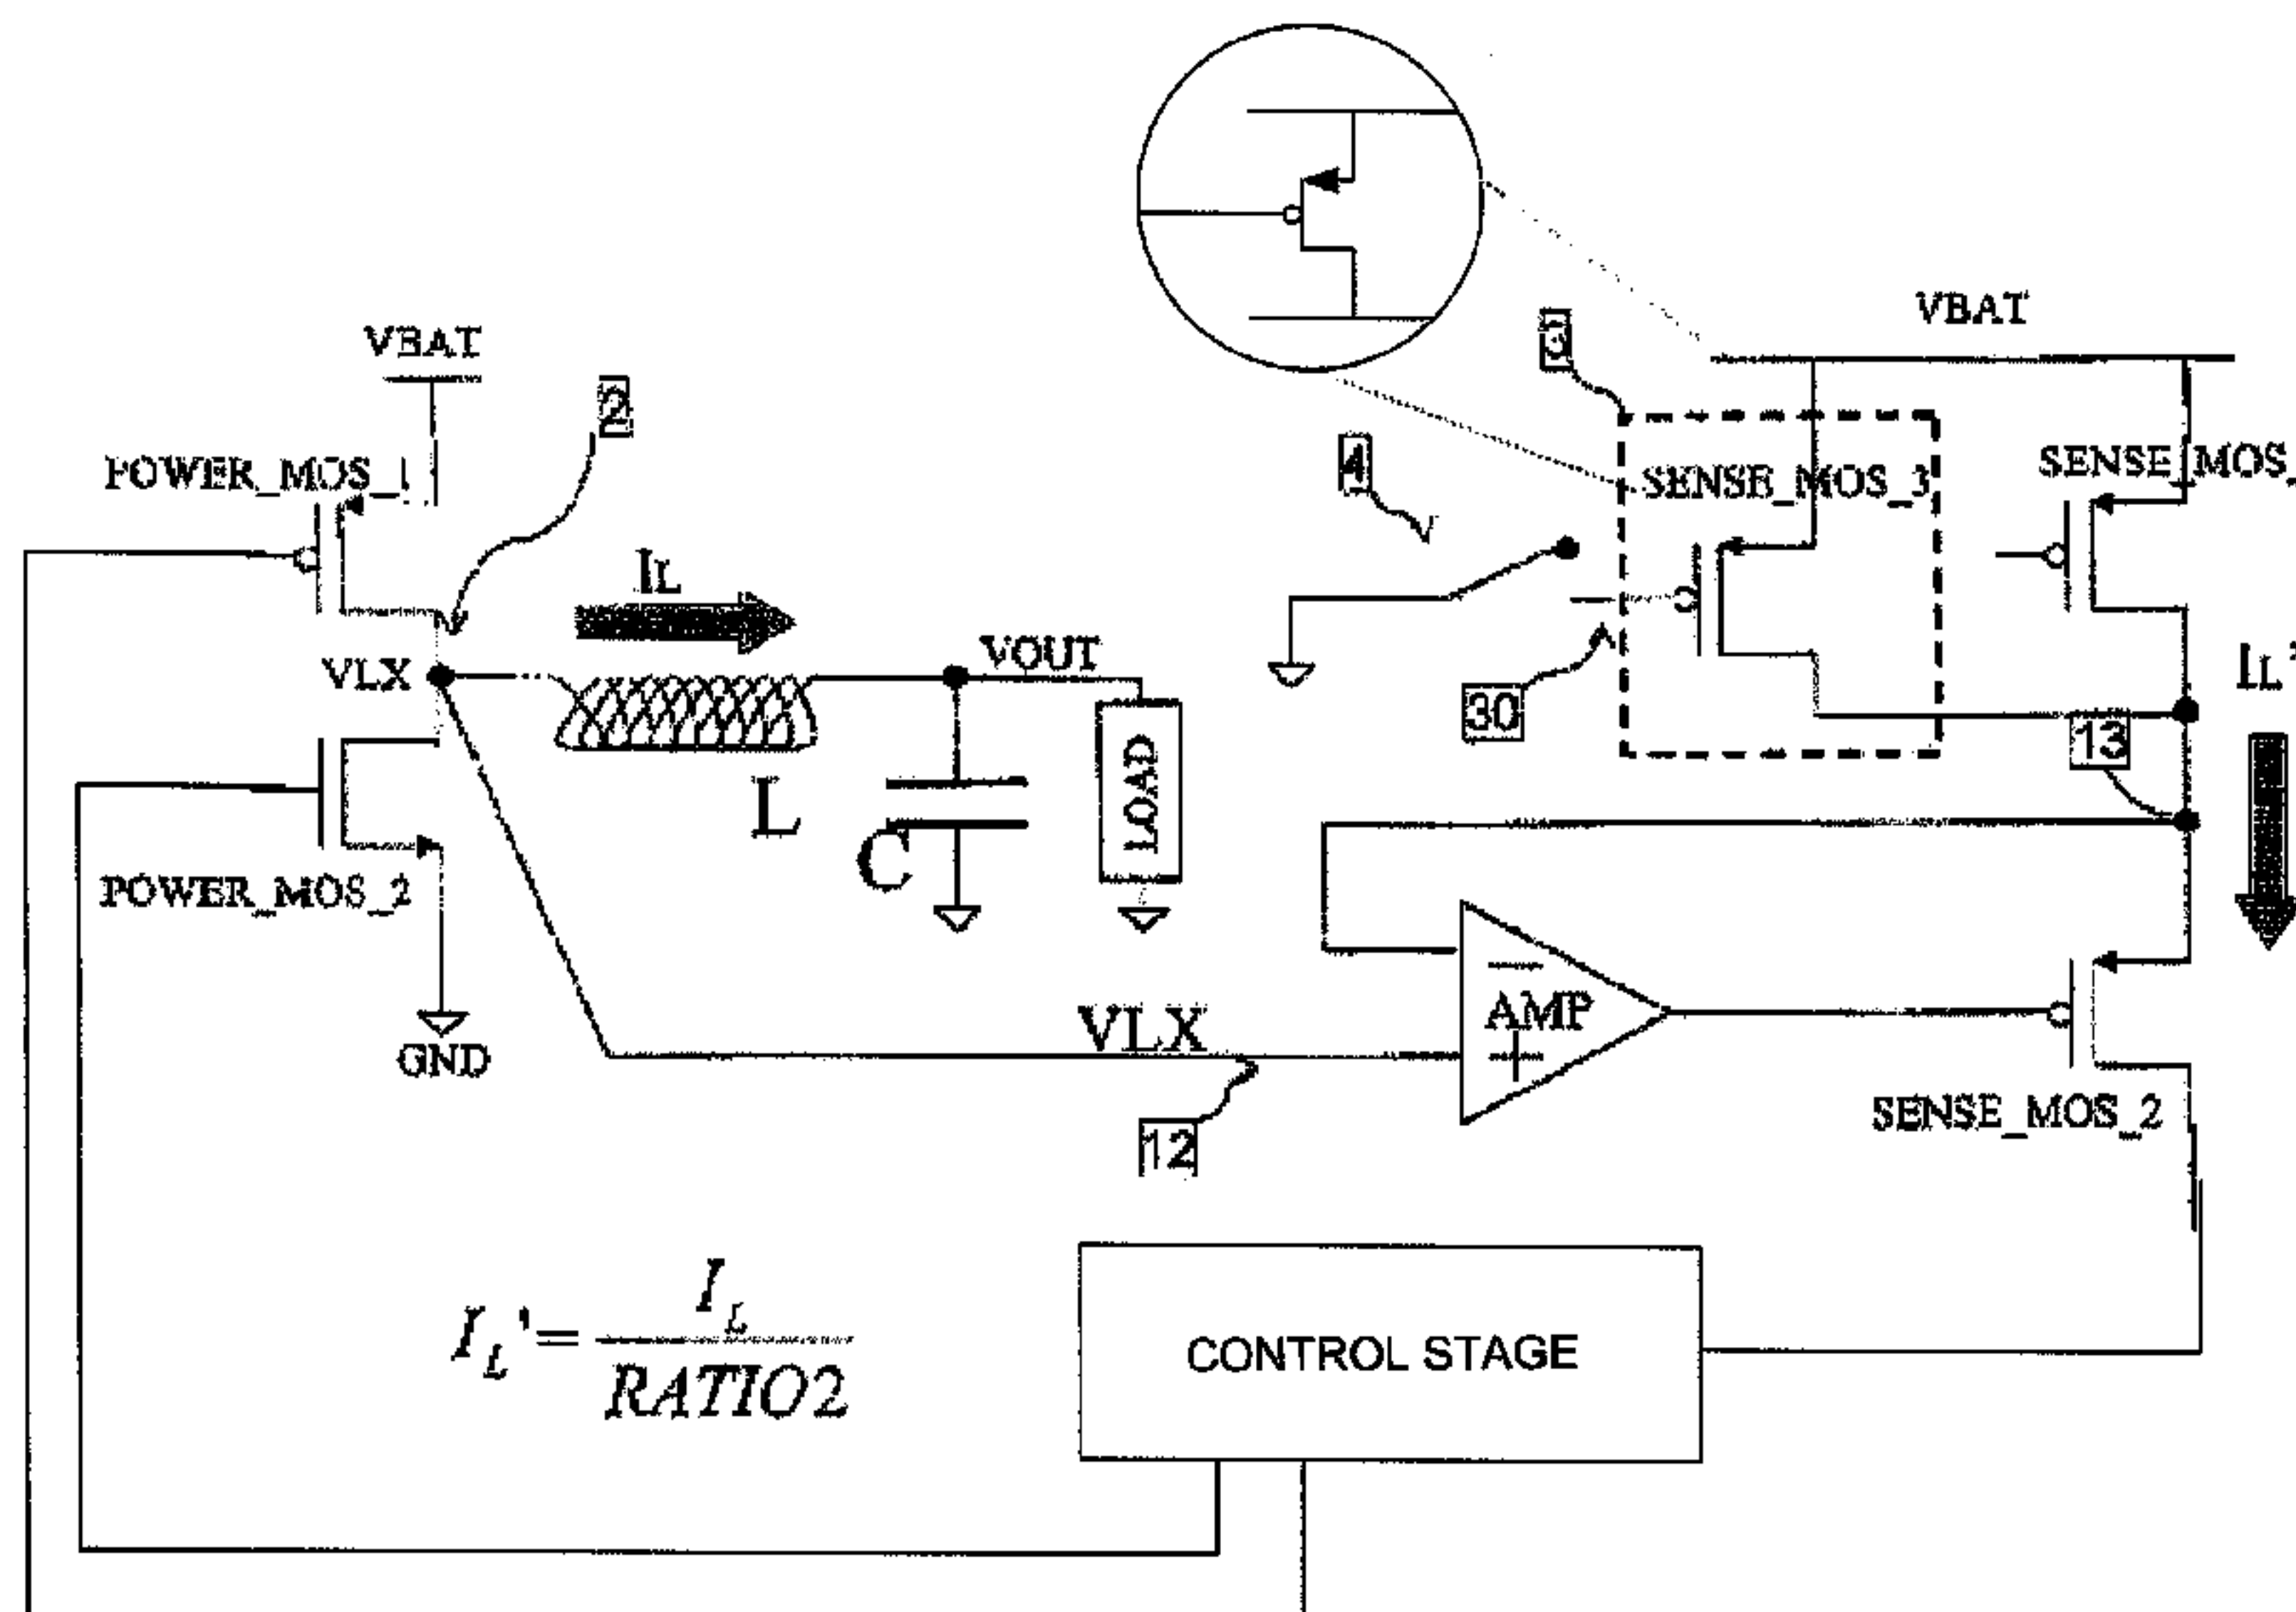 VBAT
VBAT
2
3
POWER_MOS_1
4
SENSE_MOS_3
SENSE_MOS_
IL
VLX
VOUT
30
IL'
13
L
LOAD
C
POWER_MOS_2
AMP
VLX
GND
SENSE_MOS_2
12
IL'=IL/RATIO2
CONTROL STAGE